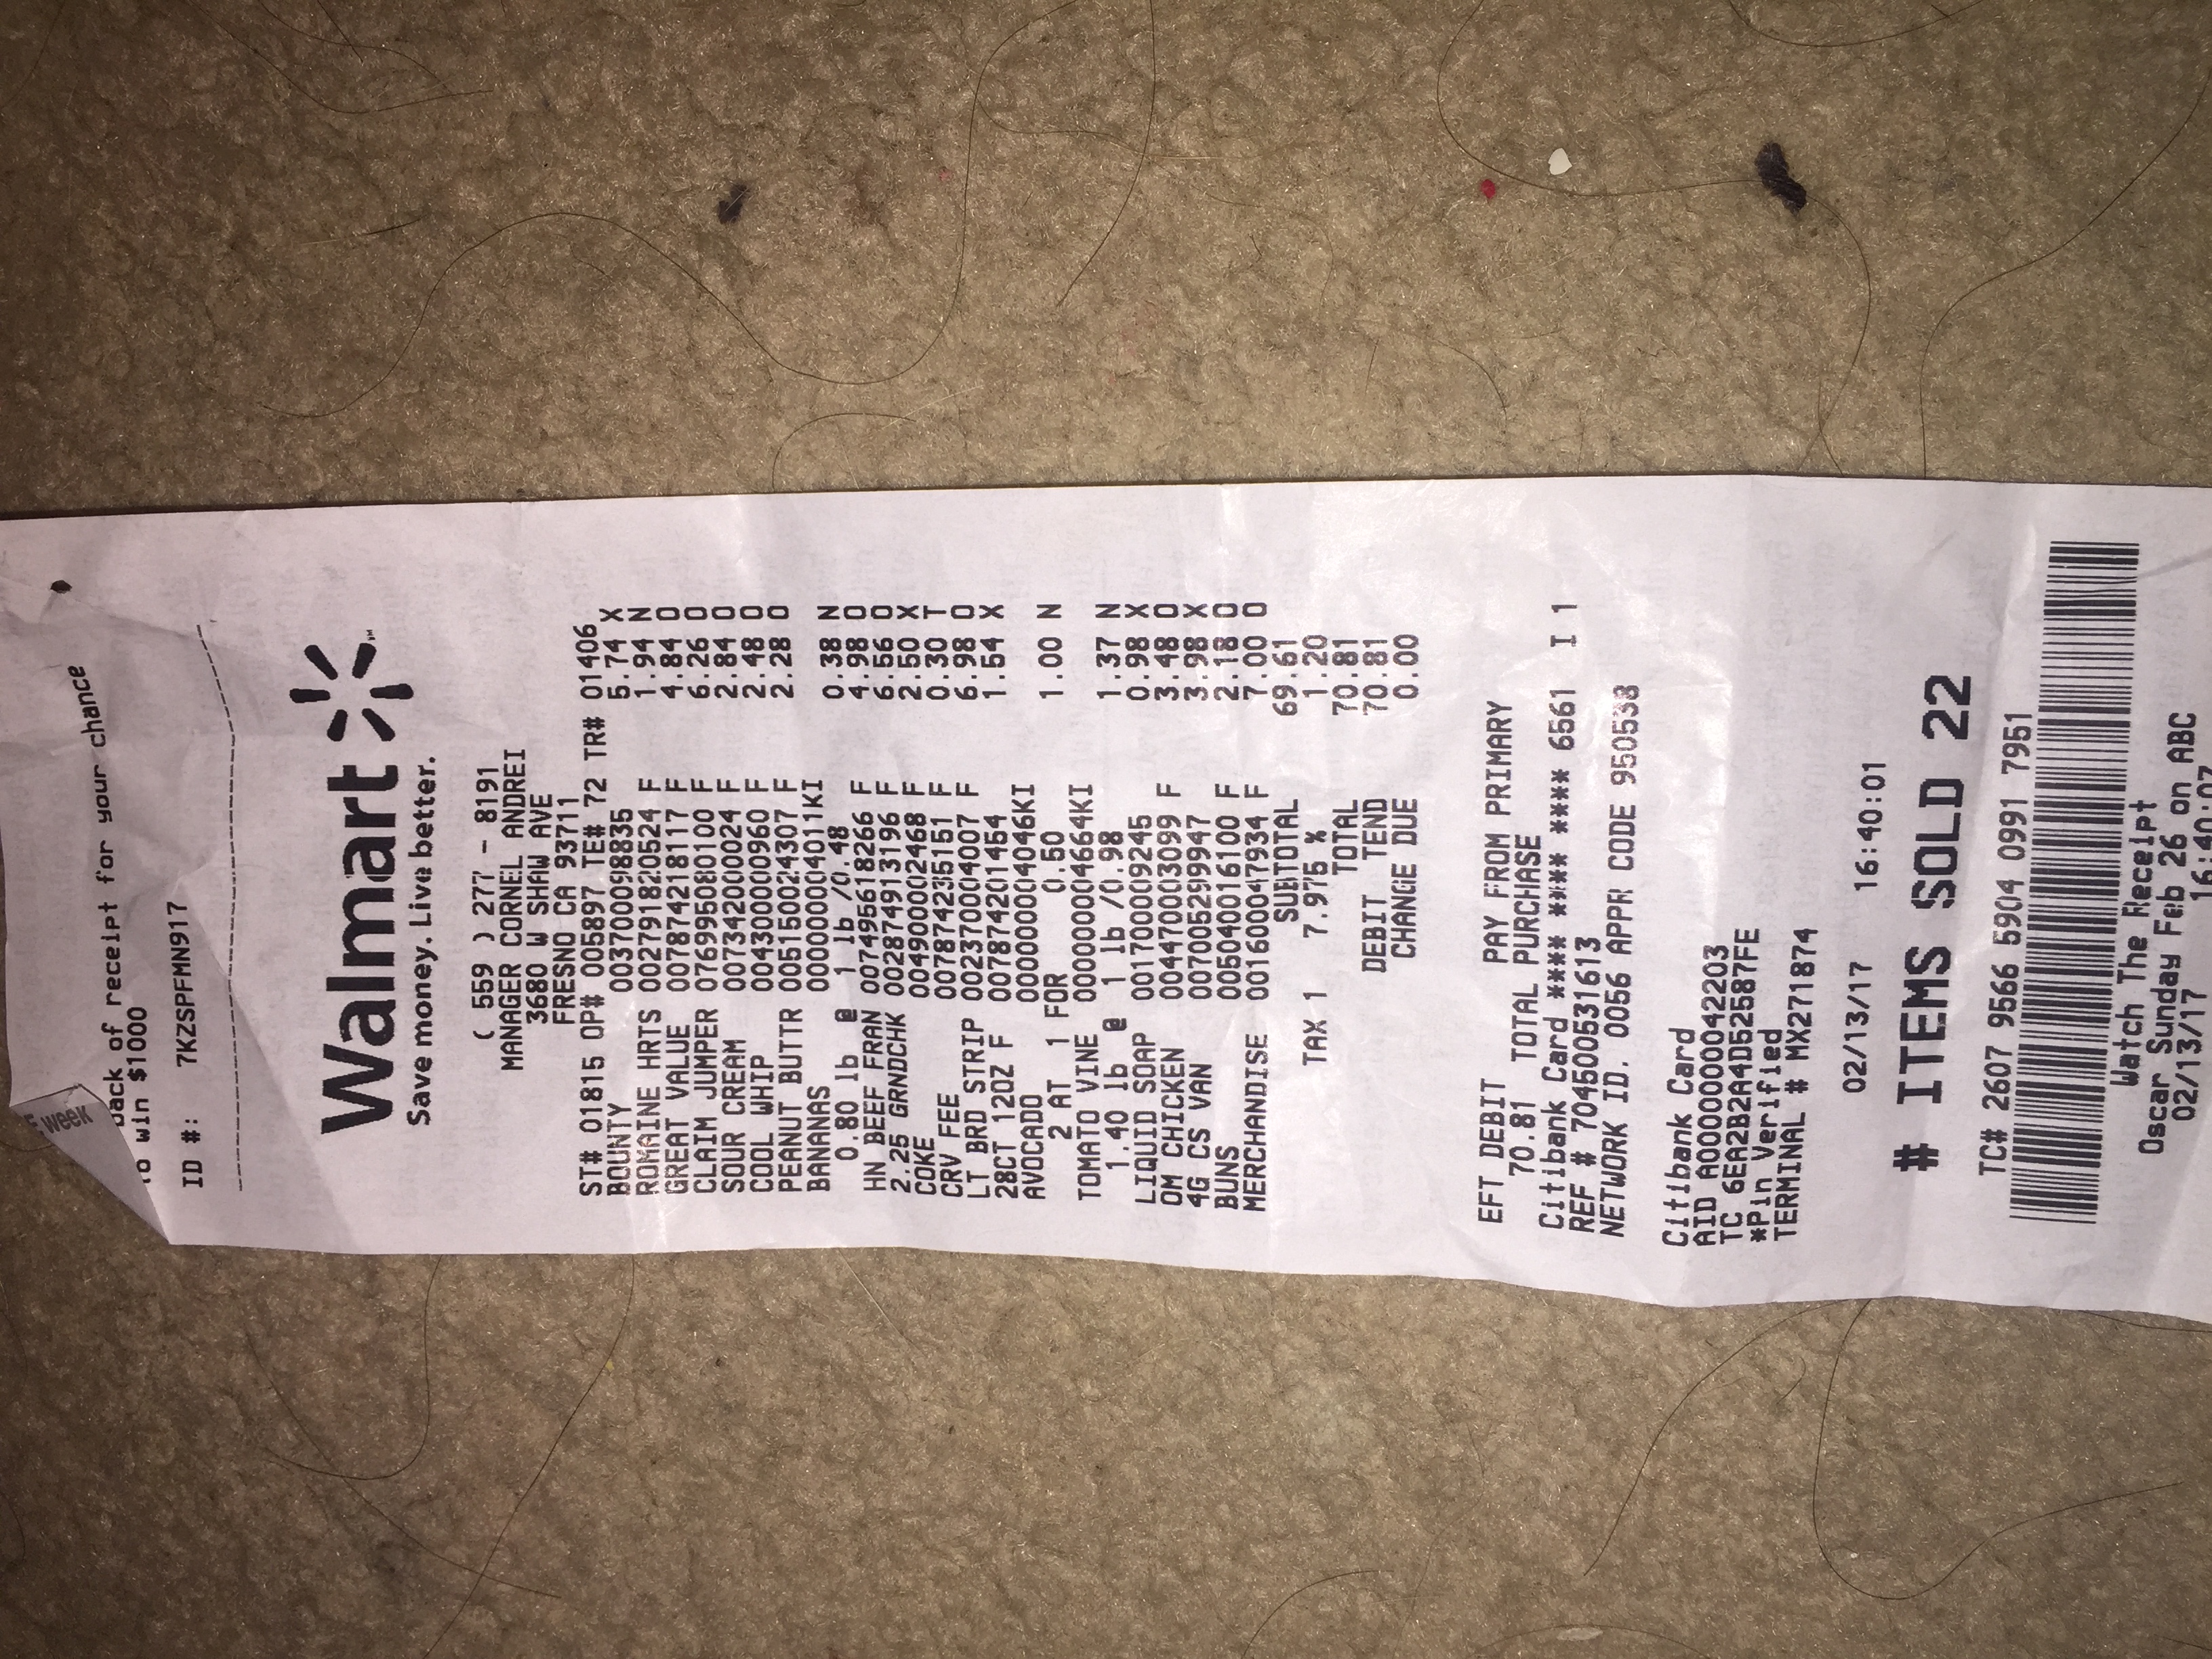 week
back of receipt for your chance
to win $1000
ID #: 7KZSPFMN917
Walmart
Save money. Live better.
( 559 ) 277 - 8191
MANAGER CORNEL ANDREI
3680 W SHAW AVE
FRESNO CA 93711
ST# 01815 OP# 005897 TE# 72 TR# 01406
BOUNTY 003700098835 5.74 X
ROMAINE HRTS 002791820524 F 1.94 N
GREAT VALUE 007874218117 F 4.84 O
CLAIM JUMPER 076995080100 F 6.26 O
SOUR CREAM 007342000024 F 2.84 O
COOL WHIP 004300000960 F 2.48 O
PEANUT BUTTR 005150024307 F 2.28 O
BANANAS 000000004011KI
0.80 lb @ 1 lb /0.48 0.38 N
HN BEEF FRAN 007495618266 F 4.98 O
2.25 GRNDCHK 002874913196 F 6.56 O
COKE 004900002468 F 2.50 X
CRV FEE 007874235151 F 0.30 T
LT BRD STRIP 002370004007 F 6.98 O
28CT 12OZ F 007874201454 1.54 X
AVOCADO 000000004046KI
2 AT 1 FOR 0.50 1.00 N
TOMATO VINE 000000004664KI
1.40 lb @ 1 lb /0.98 1.37 N
LIQUID SOAP 001700009245 0.98 X
OM CHICKEN 004470003099 F 3.48 O
4G CS VAN 007005299947 3.98 X
BUNS 005040016100 F 2.18 O
MERCHANDISE 001600047934 F 7.00 O
SUBTOTAL 69.61
TAX 1 7.975 % 1.20
TOTAL 70.81
DEBIT TEND 70.81
CHANGE DUE 0.00
EFT DEBIT PAY FROM PRIMARY
70.81 TOTAL PURCHASE
Citibank Card **** **** **** 6561 I 1
REF # 704500531613
NETWORK ID. 0056 APPR CODE 950538
Citibank Card
AID A0000000042203
TC 6EA2B2A4D52587FE
*Pin Verified
TERMINAL # MX271874
02/13/17 16:40:01
# ITEMS SOLD 22
TC# 2607 9566 5904 0991 7951
Watch The Receipt
Oscar Sunday Feb 26 on ABC
02/13/17 16:40:07